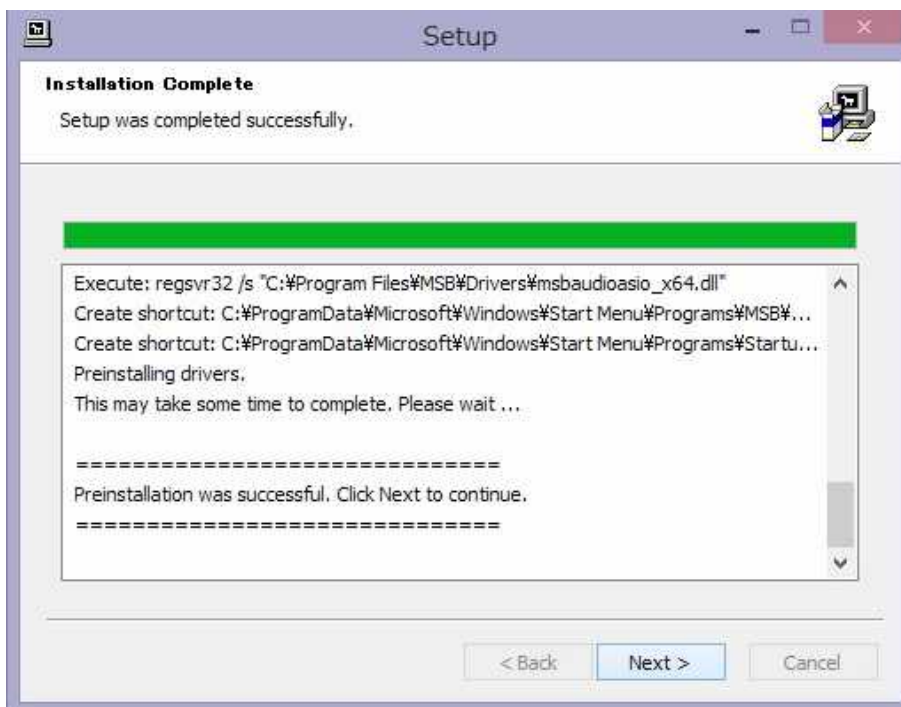 Setup
Installation Complete
Setup was completed successfully.
Execute: regsvr32 /s "C:¥Program Files¥MSB¥Drivers¥msbaudioasio_x64.dll"
Create shortcut: C:¥ProgramData¥Microsoft¥Windows¥Start Menu¥Programs¥MSB¥...
Create shortcut: C:¥ProgramData¥Microsoft¥Windows¥Start Menu¥Programs¥Startu...
Preinstalling drivers.
This may take some time to complete. Please wait ...
==============================
Preinstallation was successful. Click Next to continue.
==============================
< Back Next > Cancel